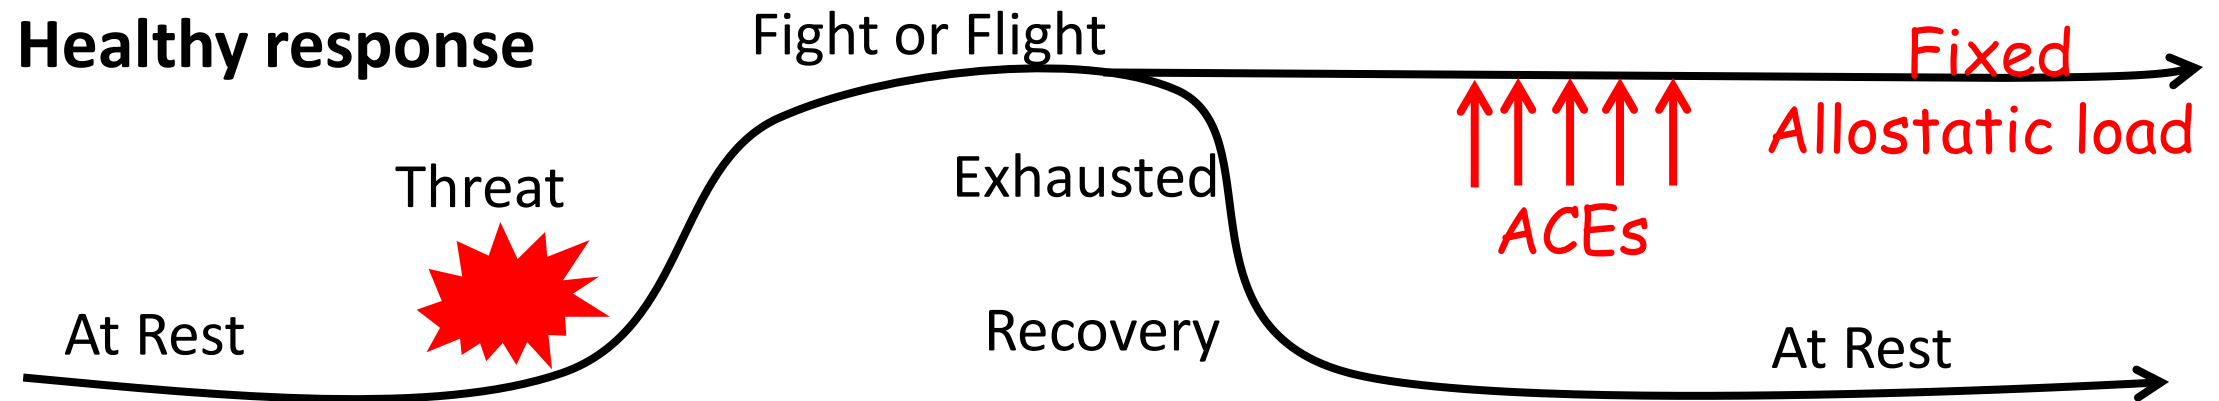 Healthy response
Fight or Flight
Fixed
Allostatic load
Threat
Exhausted
ACEs
At Rest
Recovery
At Rest